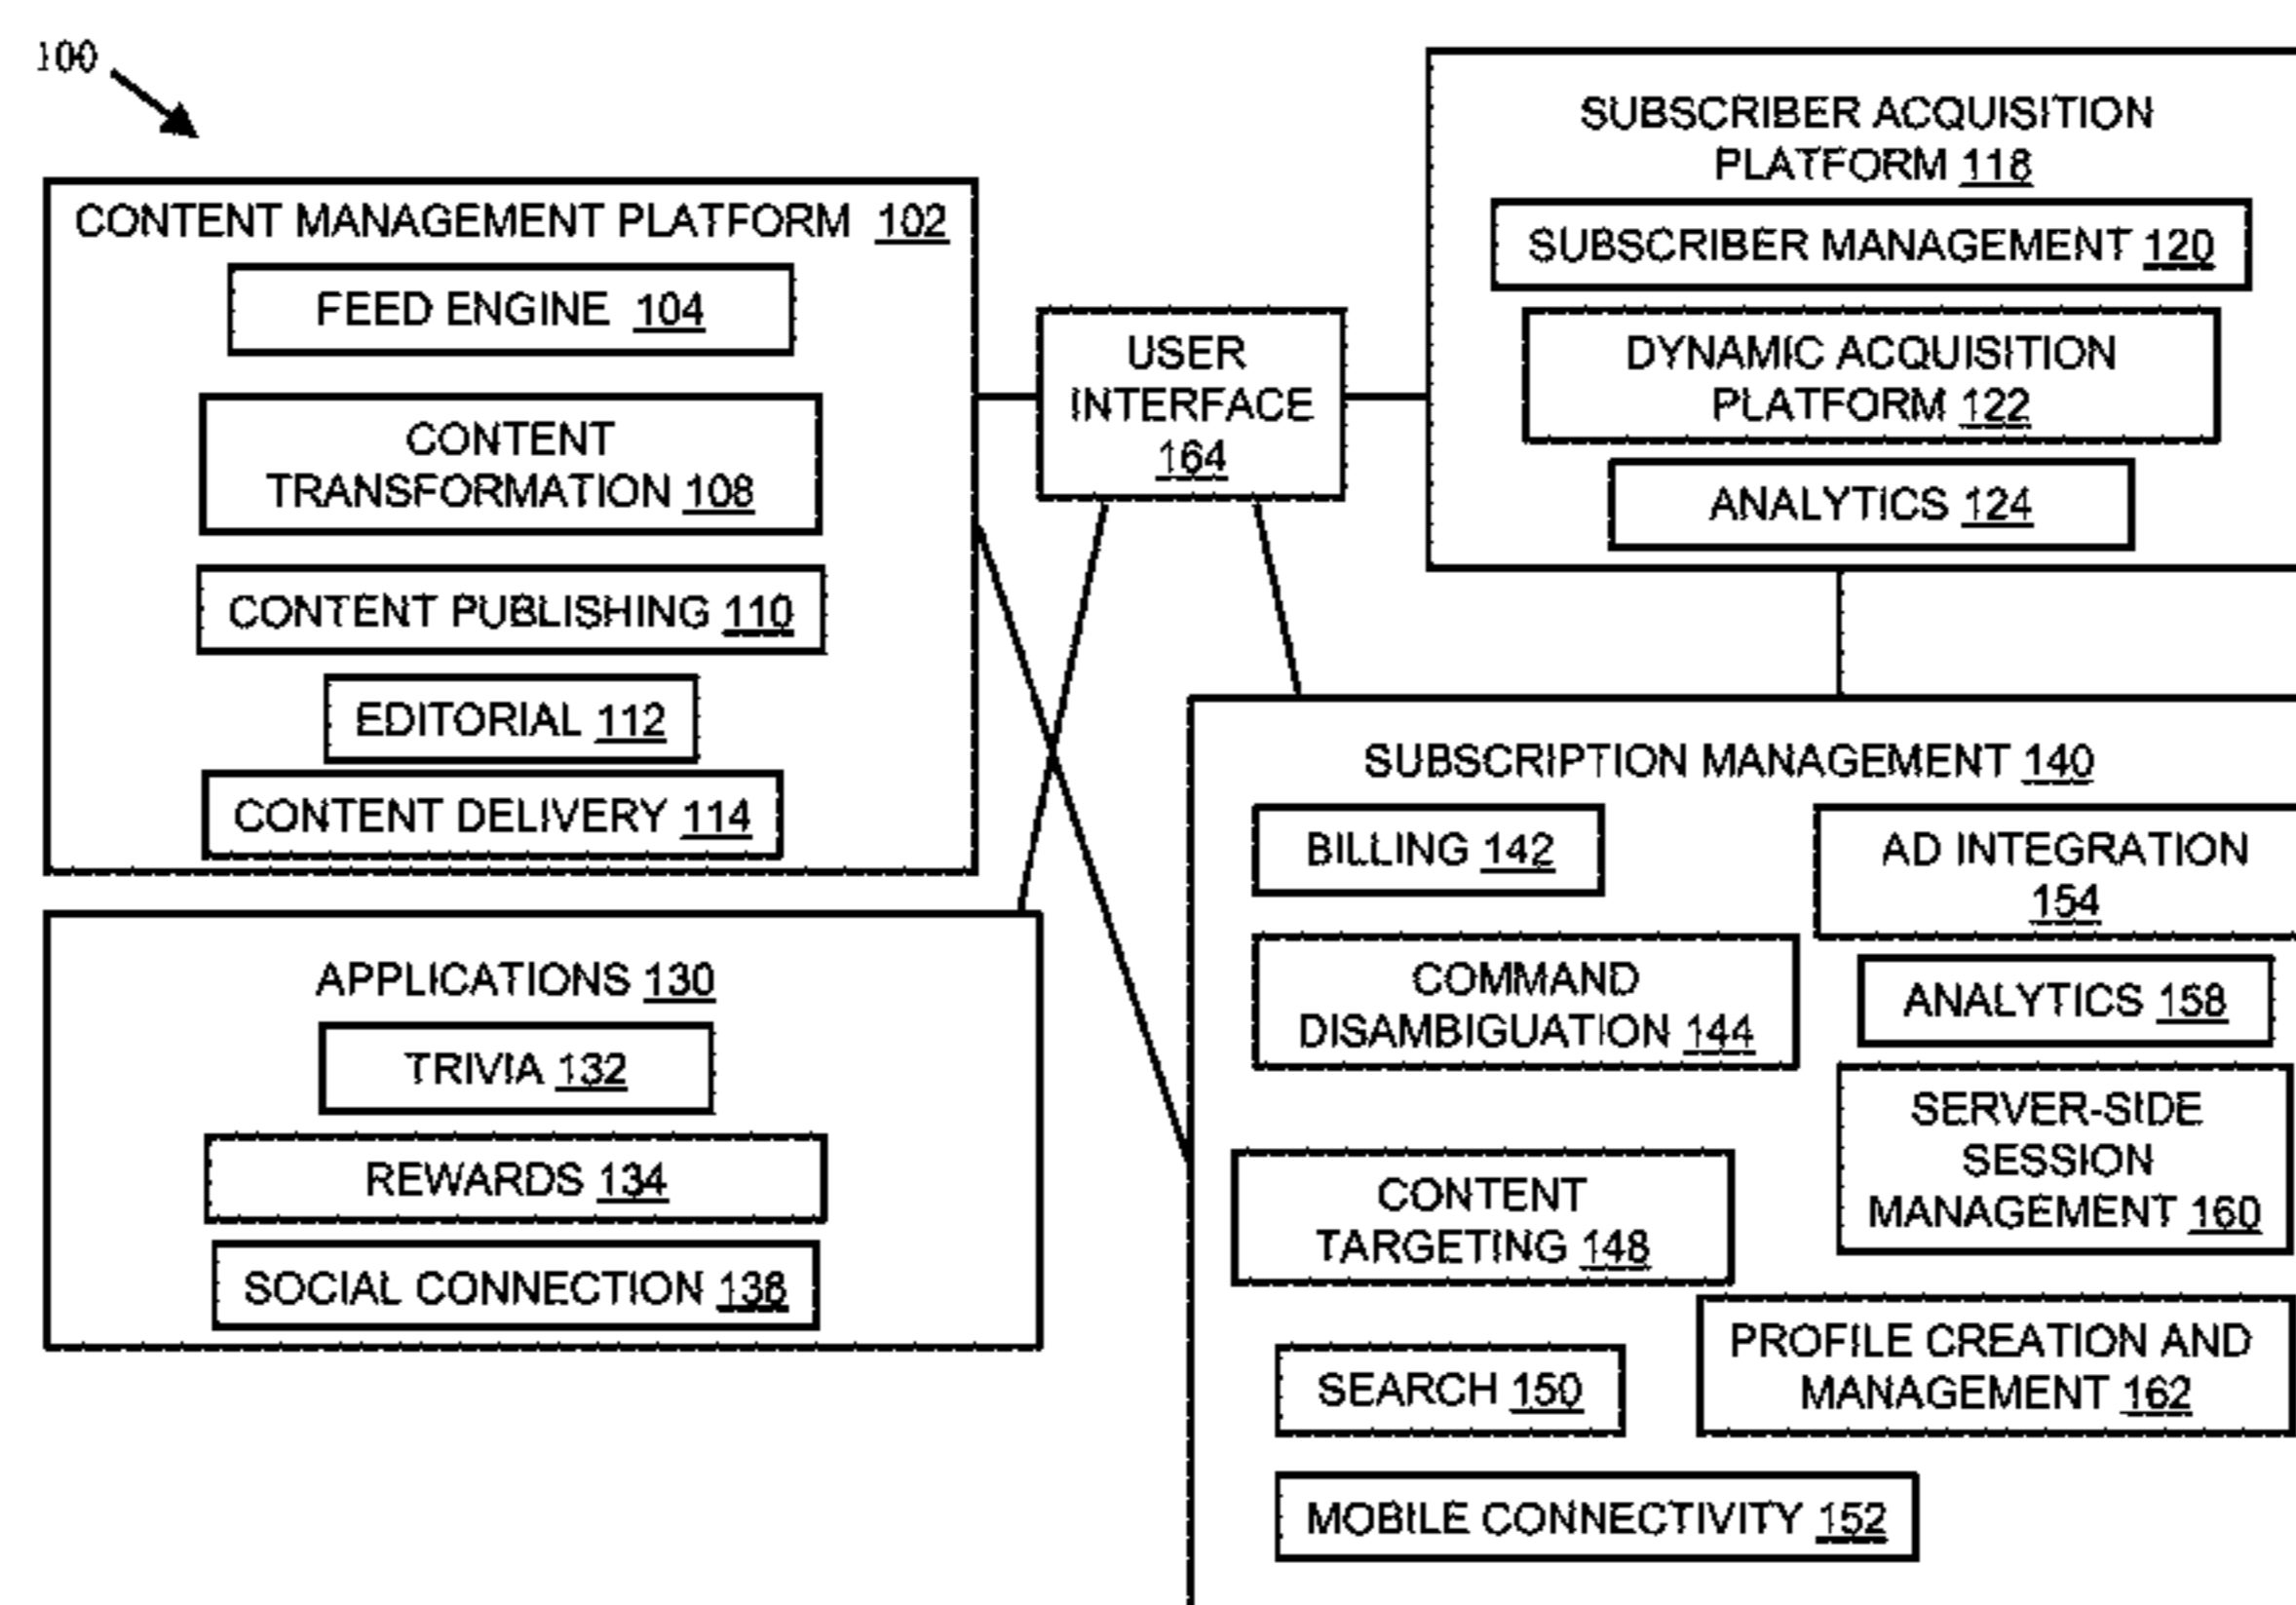 100
CONTENT MANAGEMENT PLATFORM 102
FEED ENGINE 104
CONTENT
TRANSFORMATION 108
CONTENT PUBLISHING 110
EDITORIAL 112
CONTENT DELIVERY 114
APPLICATIONS 130
TRIVIA 132
REWARDS 134
SOCIAL CONNECTION 138
USER
INTERFACE
164
SUBSCRIBER ACQUISITION
PLATFORM 118
SUBSCRIBER MANAGEMENT 120
DYNAMIC ACQUISITION
PLATFORM 122
ANALYTICS 124
SUBSCRIPTION MANAGEMENT 140
BILLING 142
COMMAND
DISAMBIGUATION 144
CONTENT
TARGETING 148
SEARCH 150
MOBILE CONNECTIVITY 152
AD INTEGRATION
154
ANALYTICS 158
SERVER-SIDE
SESSION
MANAGEMENT 160
PROFILE CREATION AND
MANAGEMENT 162